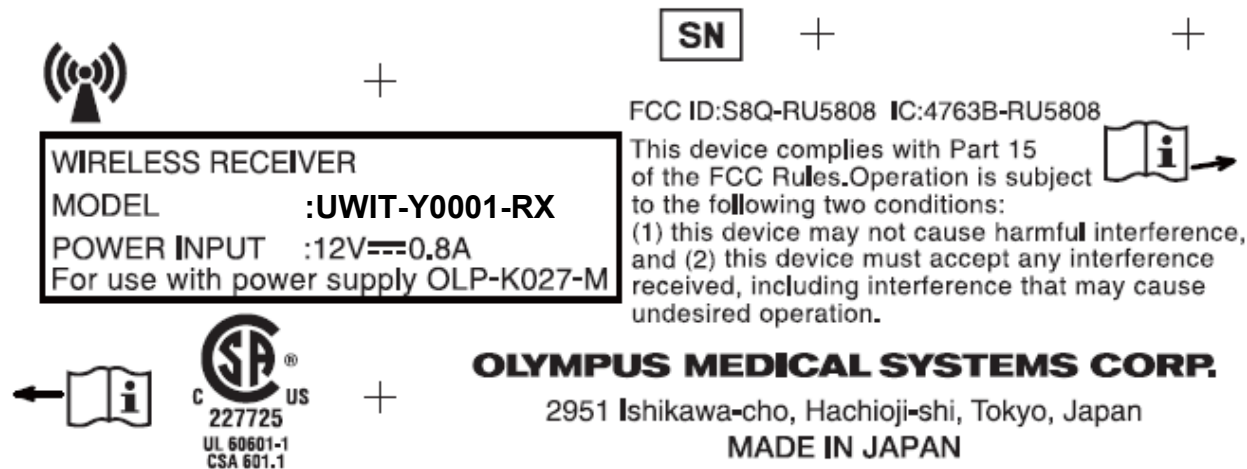 SN
FCC ID:S8Q-RU5808 IC:4763B-RU5808
WIRELESS RECEIVER
MODEL :UWIT-Y0001-RX
POWER INPUT :12V⎓0.8A
For use with power supply OLP-K027-M
This device complies with Part 15
of the FCC Rules.Operation is subject
to the following two conditions:
(1) this device may not cause harmful interference,
and (2) this device must accept any interference
received, including interference that may cause
undesired operation.
i
i
CSA ®
C US
227725
UL 60601-1
CSA 601.1
OLYMPUS MEDICAL SYSTEMS CORP.
2951 Ishikawa-cho, Hachioji-shi, Tokyo, Japan
MADE IN JAPAN